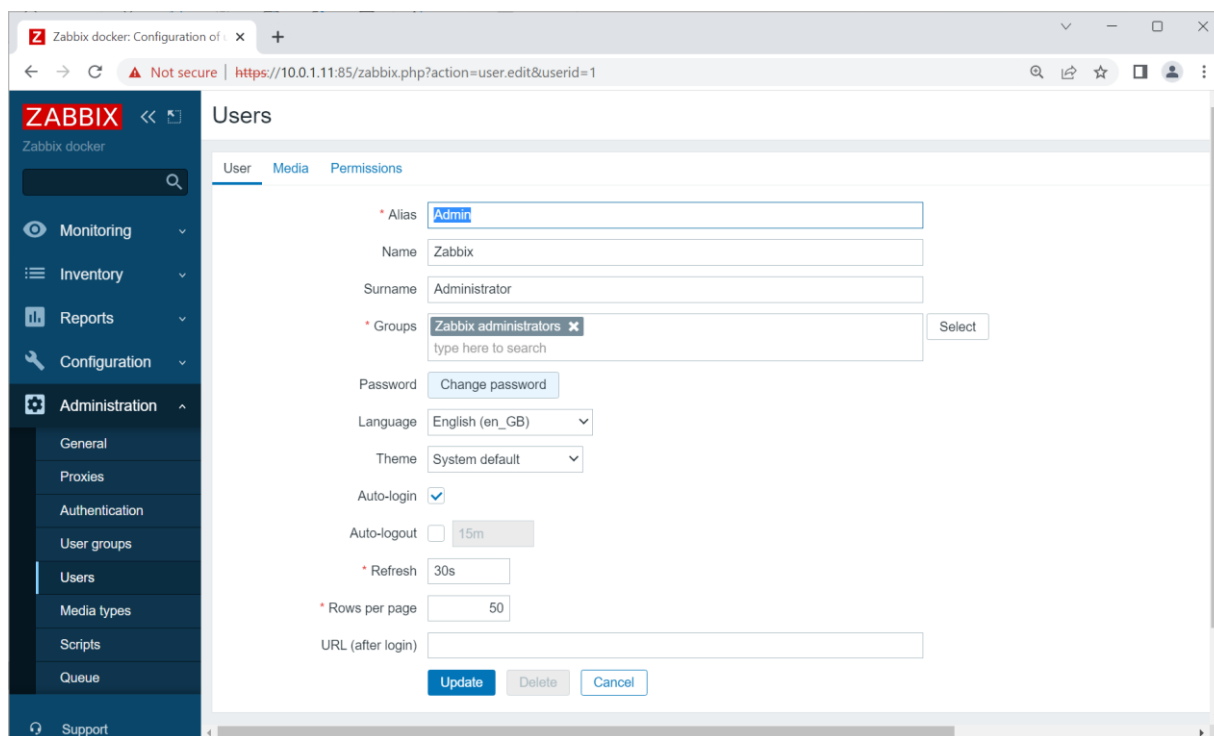 Z Zabbix docker: Configuration of u
Not secure https://10.0.1.11:85/zabbix.php?action=user.edit&userid=1
ZABBIX
Zabbix docker
Monitoring
Inventory
Reports
Configuration
Administration
General
Proxies
Authentication
User groups
Users
Media types
Scripts
Queue
Support
Users
User Media Permissions
* Alias Admin
Name Zabbix
Surname Administrator
* Groups Zabbix administrators Select
type here to search
Password Change password
Language English (en_GB)
Theme System default
Auto-login
Auto-logout 15m
* Refresh 30s
* Rows per page 50
URL (after login)
Update Delete Cancel